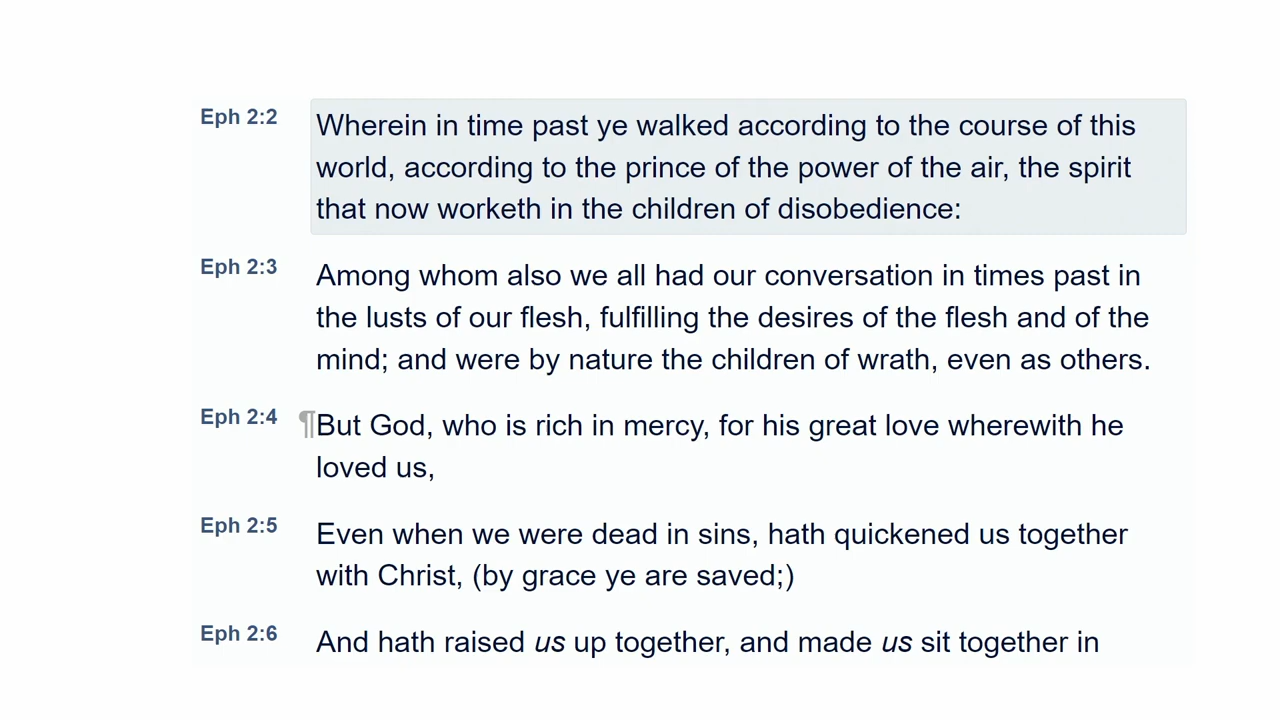 Eph 2:2 Wherein in time past ye walked according to the course of this
world, according to the prince of the power of the air, the spirit
that now worketh in the children of disobedience:
Eph 2:3 Among whom also we all had our conversation in times past in
the lusts of our flesh, fulfilling the desires of the flesh and of the
mind; and were by nature the children of wrath, even as others.
Eph 2:4 ¶But God, who is rich in mercy, for his great love wherewith he
loved us,
Eph 2:5 Even when we were dead in sins, hath quickened us together
with Christ, (by grace ye are saved;)
Eph 2:6 And hath raised us up together, and made us sit together in